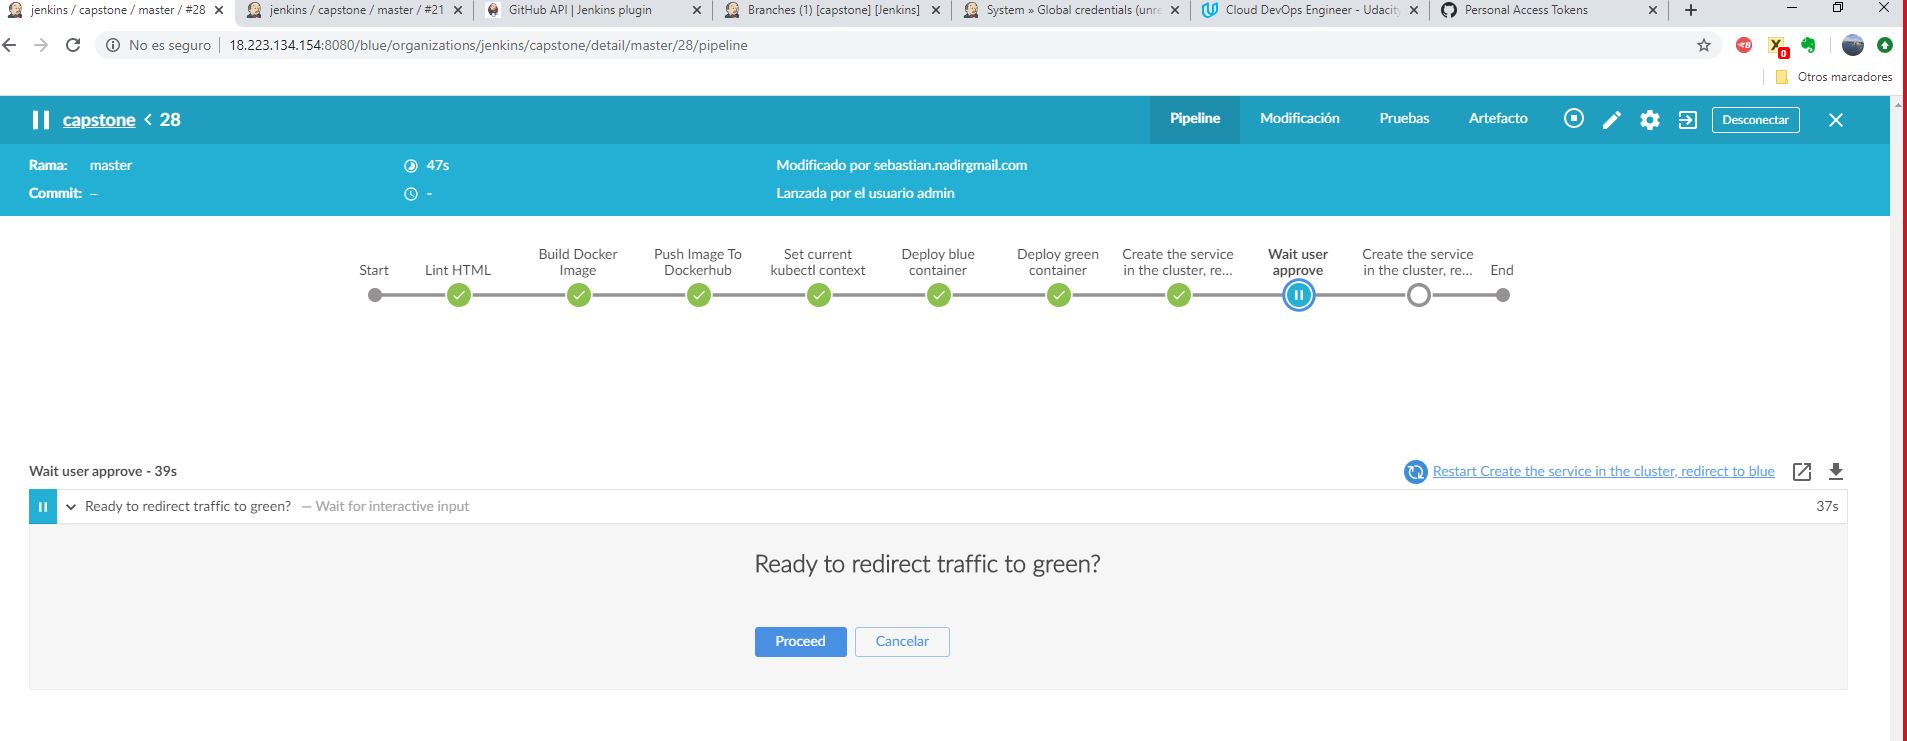 jenkins / capstone / master / #28
jenkins / capstone / master / #21
GitHub API | Jenkins plugin
Branches (1) [capstone] [Jenkins]
System » Global credentials (unre
Cloud DevOps Engineer - Udacity
Personal Access Tokens
No es seguro | 18.223.134.154:8080/blue/organizations/jenkins/capstone/detail/master/28/pipeline
0
Otros marcadores
capstone < 28
Pipeline
Modificación
Pruebas
Artefacto
Desconectar
Rama: master
47s
Modificado por sebastian.nadirgmail.com
Commit: –
-
Lanzada por el usuario admin
Start
Lint HTML
Build Docker
Image
Push Image To
Dockerhub
Set current
kubectl context
Deploy blue
container
Deploy green
container
Create the service
in the cluster, re...
Wait user
approve
Create the service
in the cluster, re...
End
Wait user approve - 39s
Restart Create the service in the cluster, redirect to blue
Ready to redirect traffic to green? — Wait for interactive input
37s
Ready to redirect traffic to green?
Proceed
Cancelar